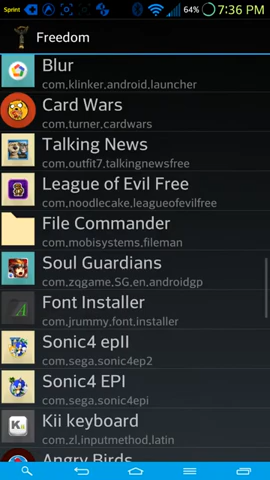 Sprint 64% 7:36 PM
Freedom
Blur
com,klinker,android,launcher
Card Wars
com,turner,cardwars
Talking News
com,outfit7,talkingnewsfree
League of Evil Free
com,noodlecake,leagueofevilfree
File Commander
com,mobisystems,fileman
Soul Guardians
com,zqgame,SG,en,androidgp
Font Installer
com,jrummy,font,installer
Sonic4 epII
com,sega,sonic4ep2
Sonic4 EPI
com,sega,sonic4epi
Kii keyboard
com,zl,inputmethod,latin
Angry Birds